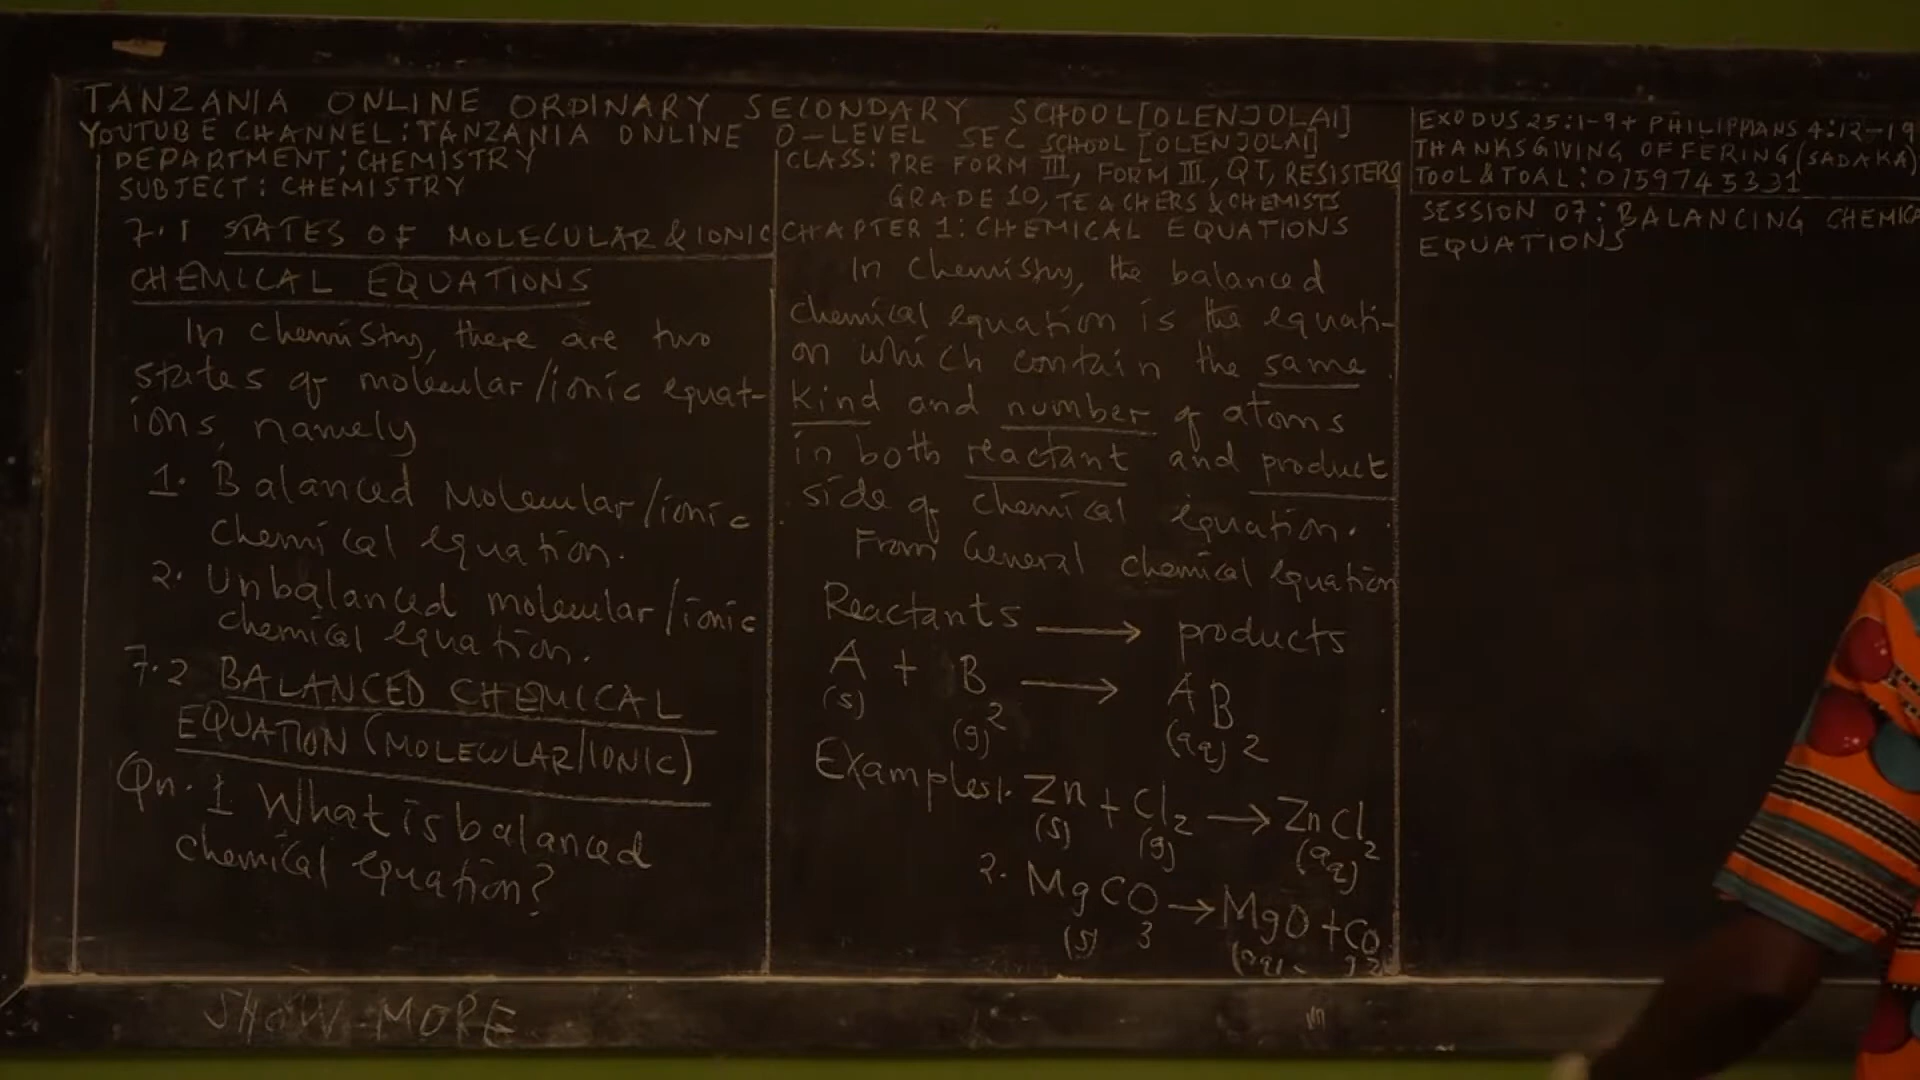 TANZANIA ONLINE ORDINARY SECONDARY SCHOOL[OLENJOLAI]
YOUTUBE CHANNEL: TANZANIA ONLINE O-LEVEL SEC SCHOOL [OLENJOLAI]
DEPARTMENT: CHEMISTRY
SUBJECT: CHEMISTRY
7.1 STATES OF MOLECULAR & IONIC
CHEMICAL EQUATIONS
In chemistry, there are two
states of molecular/ionic equat-
ions, namely
1. Balanced Molecular/ionic
chemical equation.
2. Unbalanced molecular/ionic
chemical equation.
7.2 BALANCED CHEMICAL
EQUATION (MOLECULAR/IONIC)
Qn. 1 What is balanced
chemical equation?
CLASS: PRE FORM III, FORM III, QT, RESISTERS
GRADE 10, TEACHERS & CHEMISTS
CHAPTER 1: CHEMICAL EQUATIONS
In chemistry, the balanced
chemical equation is the equati-
on which contain the same
kind and number of atoms
in both reactant and product
side of chemical equation.
From General chemical equation
Reactants → products
A(s) + B2(g) → AB2(aq)
Examples 1. Zn(s) + Cl2(g) → ZnCl2(aq)
2. MgCO3(s) → MgO(aq) + CO2
EXODUS 25:1-9 + PHILIPPIANS 4:12-19
THANKSGIVING OFFERING (SADAKA)
TOOL & TOAL: 0759745331
SESSION 07: BALANCING CHEMICA
EQUATIONS
SHOW MORE